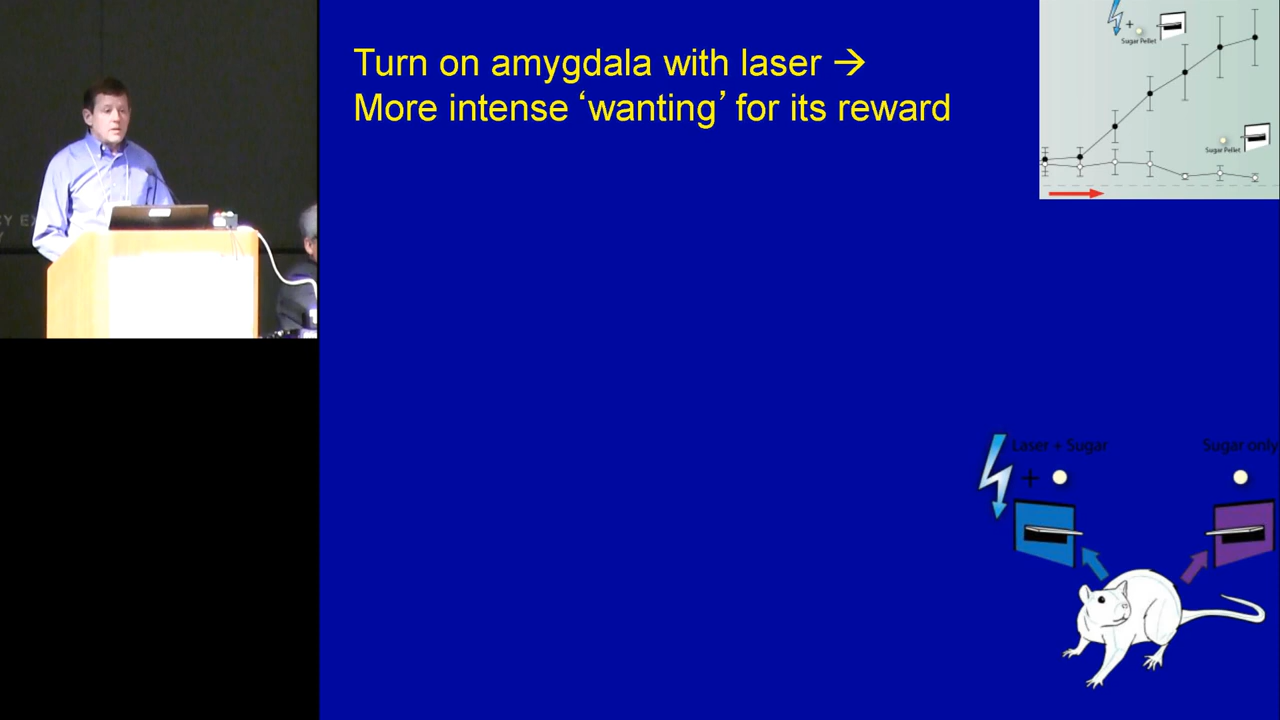 Turn on amygdala with laser →
More intense ‘wanting’ for its reward
+
Sugar Pellet
Sugar Pellet
Laser + Sugar
Sugar only
+